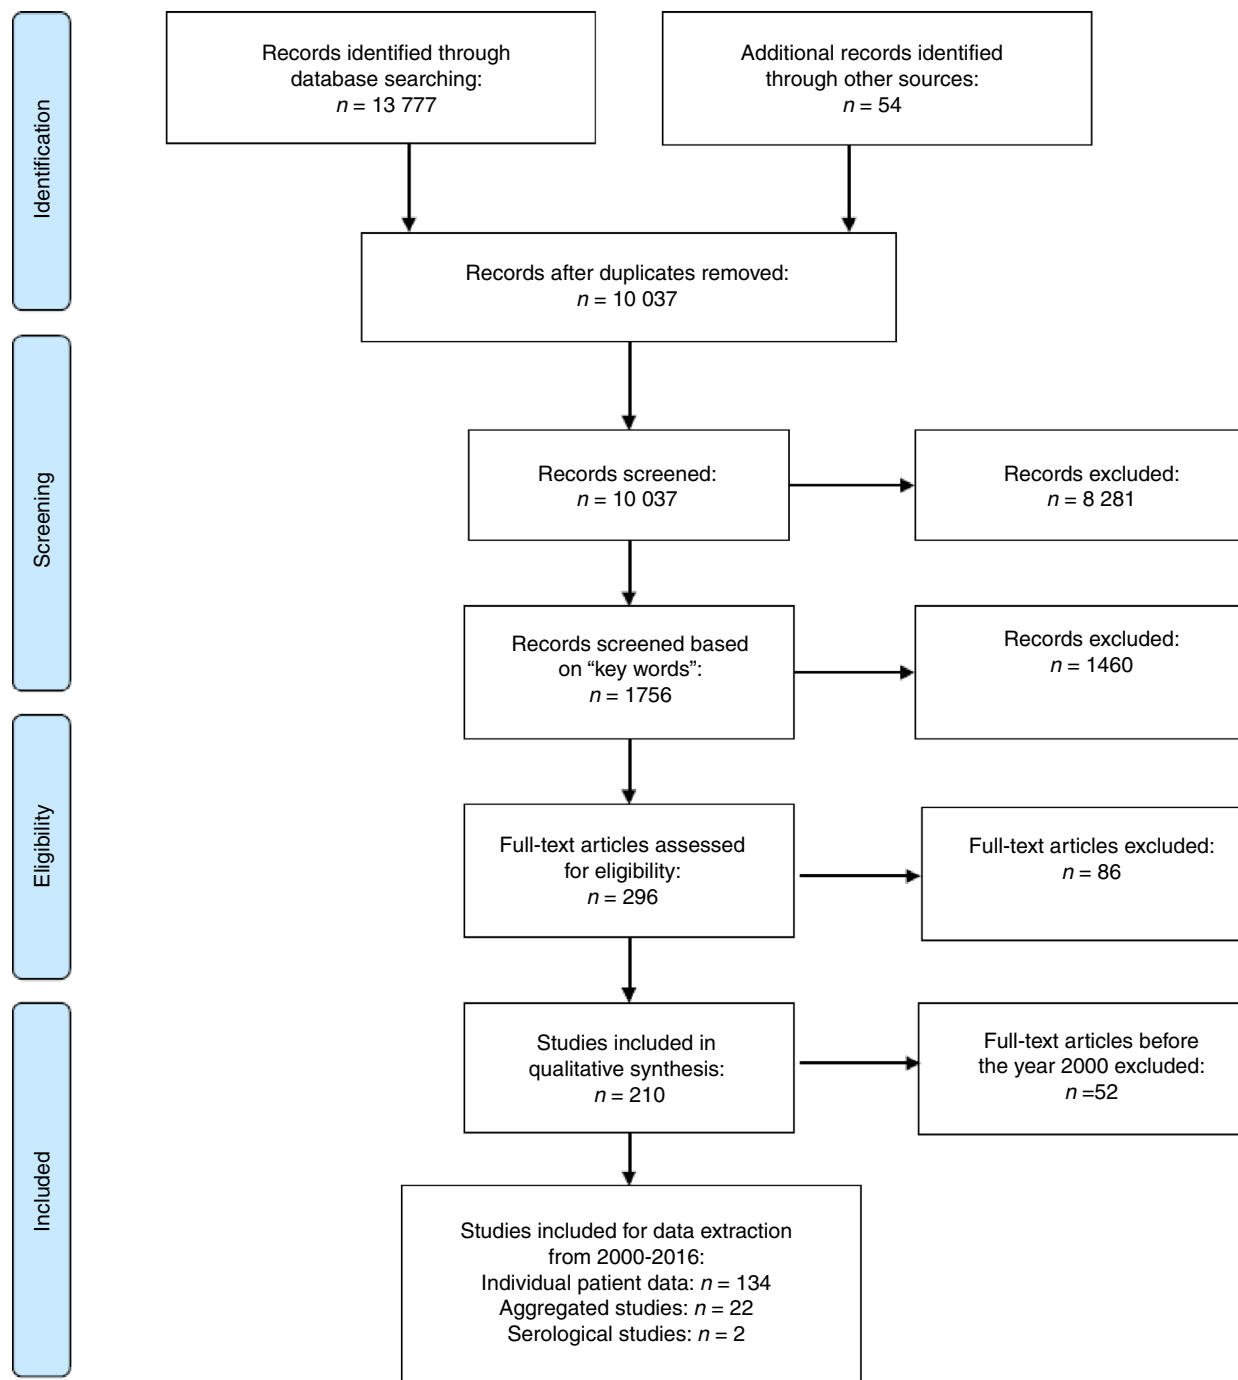 Identification
Records identified through
database searching:
n = 13 777
Additional records identified
through other sources:
n = 54
Records after duplicates removed:
n = 10 037
Screening
Records screened:
n = 10 037
Records excluded:
n = 8 281
Records screened based
on “key words”:
n = 1756
Records excluded:
n = 1460
Eligibility
Full-text articles assessed
for eligibility:
n = 296
Full-text articles excluded:
n = 86
Included
Studies included in
qualitative synthesis:
n = 210
Full-text articles before
the year 2000 excluded:
n =52
Studies included for data extraction
from 2000-2016:
Individual patient data: n = 134
Aggregated studies: n = 22
Serological studies: n = 2